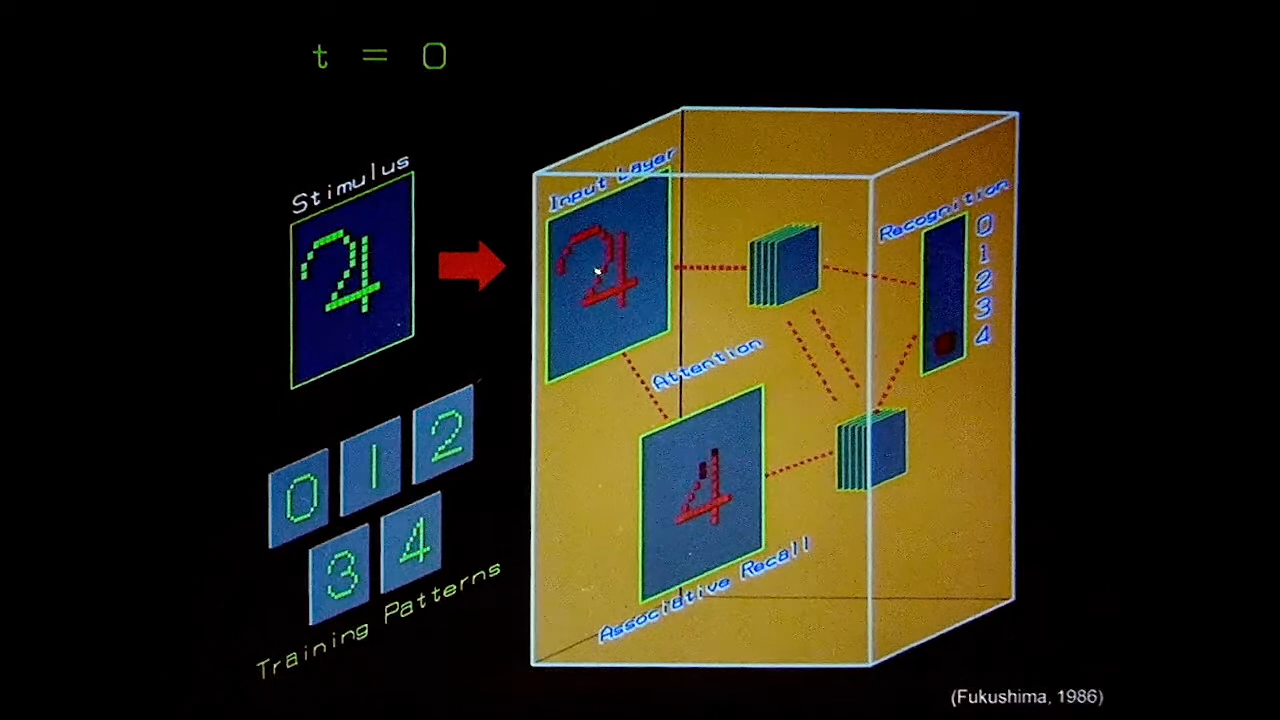 t = 0
Stimulus
Input Layer
Recognition
0
1
2
3
4
Attention
4
0 1 2
3 4
Associative Recall
Training Patterns
(Fukushima, 1986)